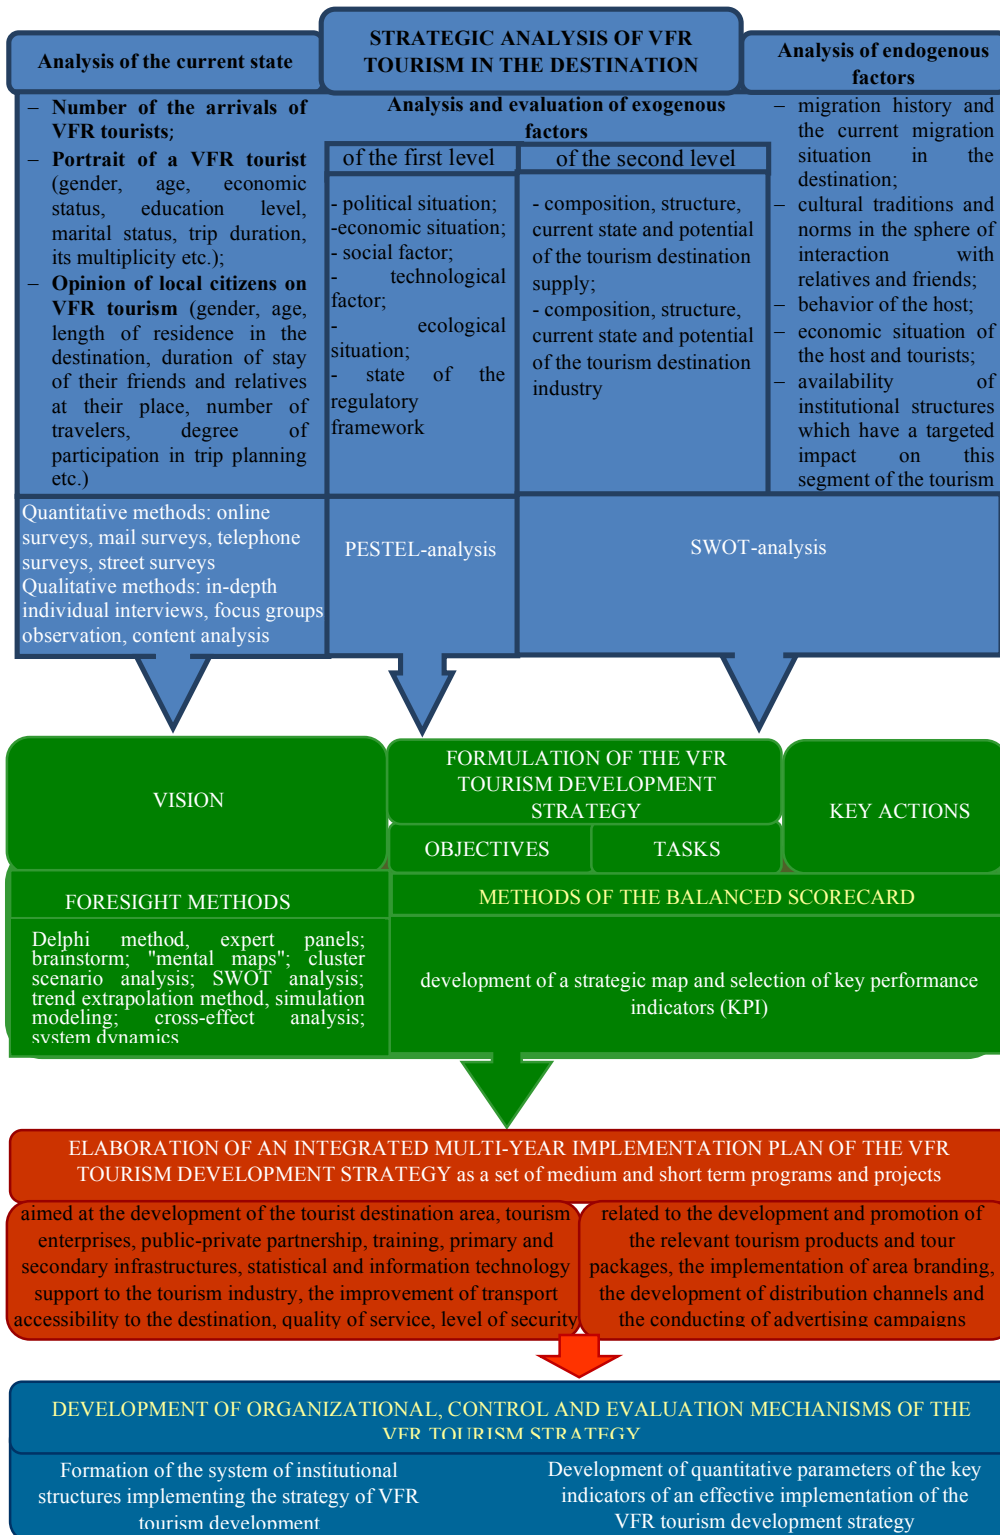 STRATEGIC ANALYSIS OF VFR
TOURISM IN THE DESTINATION
Analysis of the current state
– Number of the arrivals of
VFR tourists;
– Portrait of a VFR tourist
(gender, age, economic
status, education level,
marital status, trip duration,
its multiplicity etc.);
– Opinion of local citizens on
VFR tourism (gender, age,
length of residence in the
destination, duration of stay
of their friends and relatives
at their place, number of
travelers, degree of
participation in trip planning
etc.)
Analysis and evaluation of exogenous
factors
of the first level
- political situation;
-economic situation;
- social factor;
- technological
factor;
- ecological
situation;
- state of the
regulatory
framework
of the second level
- composition, structure,
current state and potential
of the tourism destination
supply;
- composition, structure,
current state and potential
of the tourism destination
industry
Analysis of endogenous
factors
– migration history and
the current migration
situation in the
destination;
– cultural traditions and
norms in the sphere of
interaction with
relatives and friends;
– behavior of the host;
– economic situation of
the host and tourists;
– availability of
institutional structures
which have a targeted
impact on this
segment of the tourism
Quantitative methods: online
surveys, mail surveys, telephone
surveys, street surveys
Qualitative methods: in-depth
individual interviews, focus groups
observation, content analysis
PESTEL-analysis
SWOT-analysis
VISION
FORMULATION OF THE VFR
TOURISM DEVELOPMENT
STRATEGY
OBJECTIVES
TASKS
KEY ACTIONS
FORESIGHT METHODS
Delphi method, expert panels;
brainstorm; "mental maps"; cluster
scenario analysis; SWOT analysis;
trend extrapolation method, simulation
modeling; cross-effect analysis;
system dynamics
METHODS OF THE BALANCED SCORECARD
development of a strategic map and selection of key performance
indicators (KPI)
ELABORATION OF AN INTEGRATED MULTI-YEAR IMPLEMENTATION PLAN OF THE VFR
TOURISM DEVELOPMENT STRATEGY as a set of medium and short term programs and projects
aimed at the development of the tourist destination area, tourism
enterprises, public-private partnership, training, primary and
secondary infrastructures, statistical and information technology
support to the tourism industry, the improvement of transport
accessibility to the destination, quality of service, level of security
related to the development and promotion of
the relevant tourism products and tour
packages, the implementation of area branding,
the development of distribution channels and
the conducting of advertising campaigns
DEVELOPMENT OF ORGANIZATIONAL, CONTROL AND EVALUATION MECHANISMS OF THE
VFR TOURISM STRATEGY
Formation of the system of institutional
structures implementing the strategy of VFR
tourism development
Development of quantitative parameters of the key
indicators of an effective implementation of the
VFR tourism development strategy